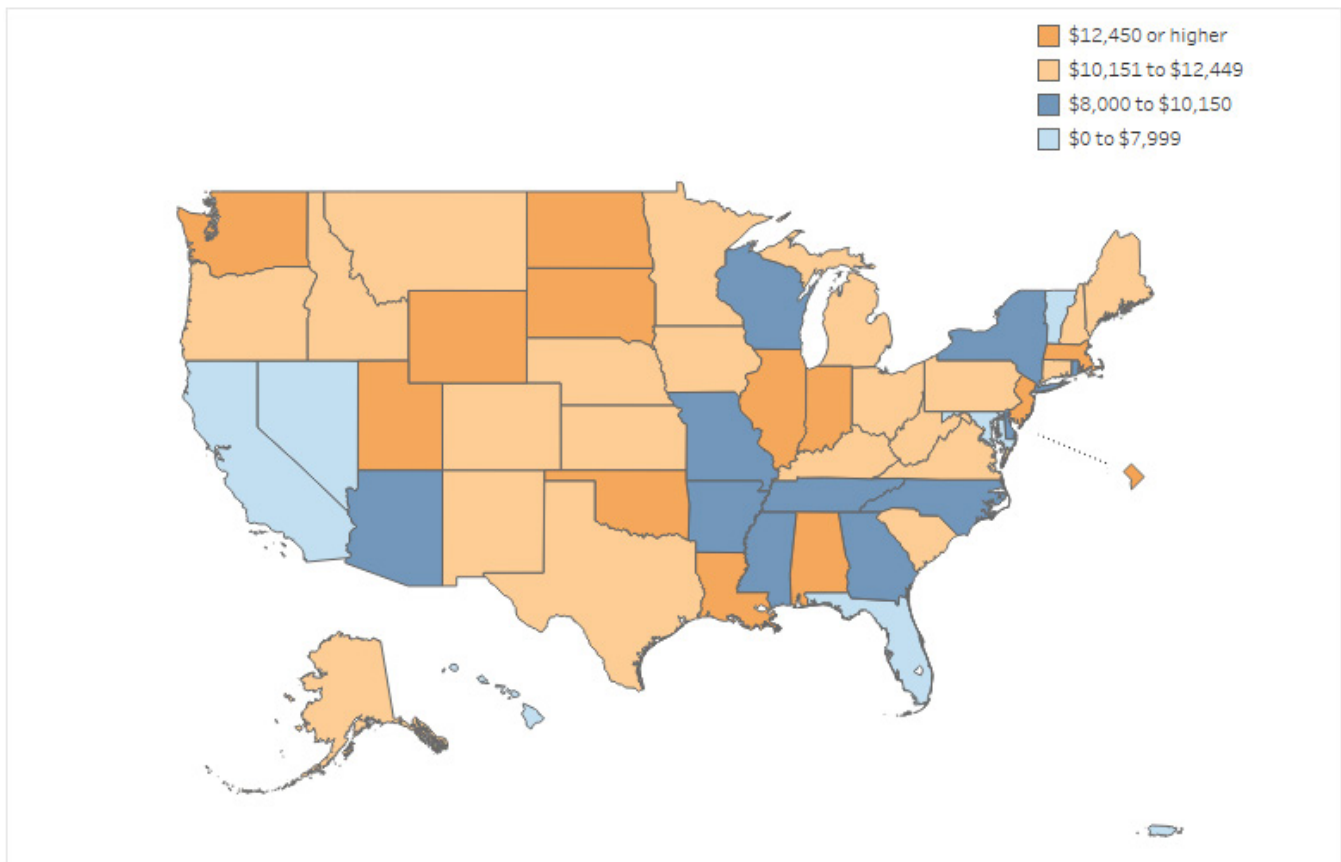 $12,450 or higher
$10,151 to $12,449
$8,000 to $10,150
$0 to $7,999